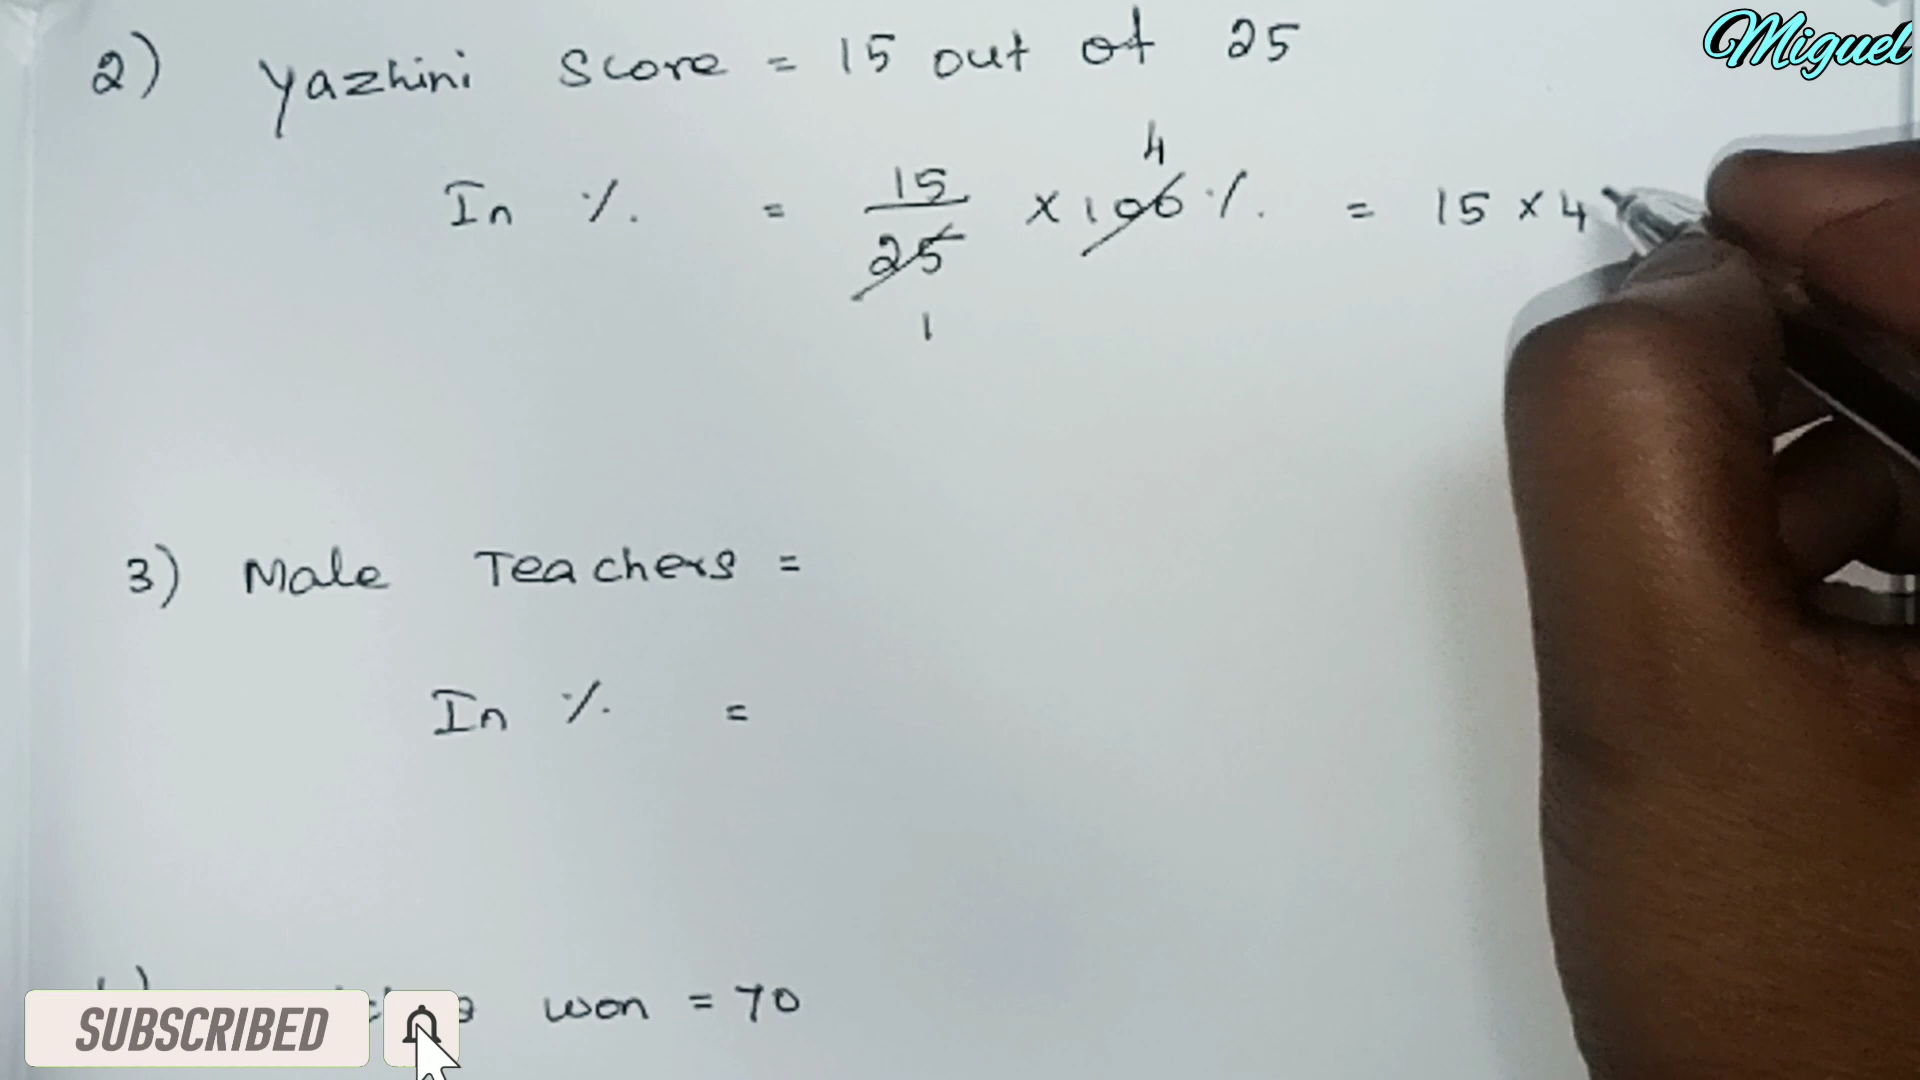 Miguel
2) Yazhini Score = 15 out of 25
4
In % = 15/25 × 100 % = 15 × 4
1
3) Male Teachers =
In % =
won = 70
SUBSCRIBED